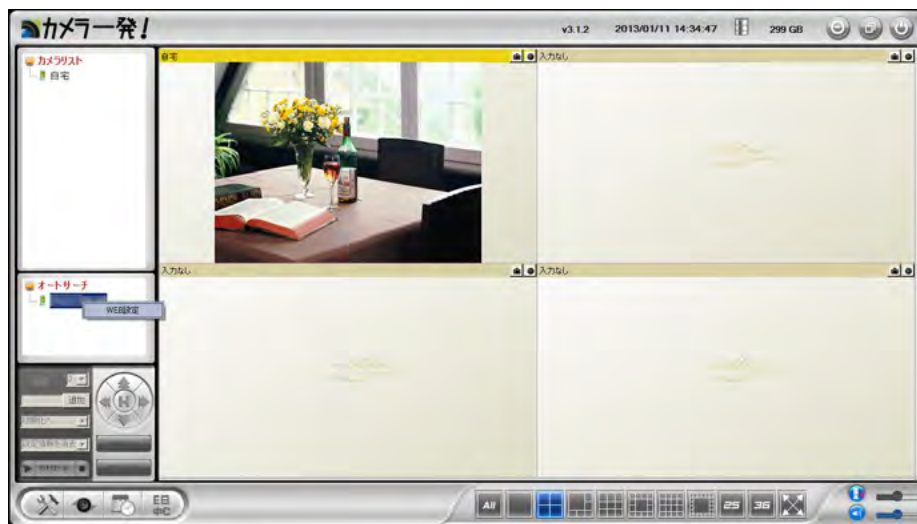 カメラ一発!
v3.1.2 2013/01/11 14:34:47 299 GB
カメラリスト
自宅
自宅
入力なし
入力なし
入力なし
オートサーチ
WEB設定
追加
H
All
25
36